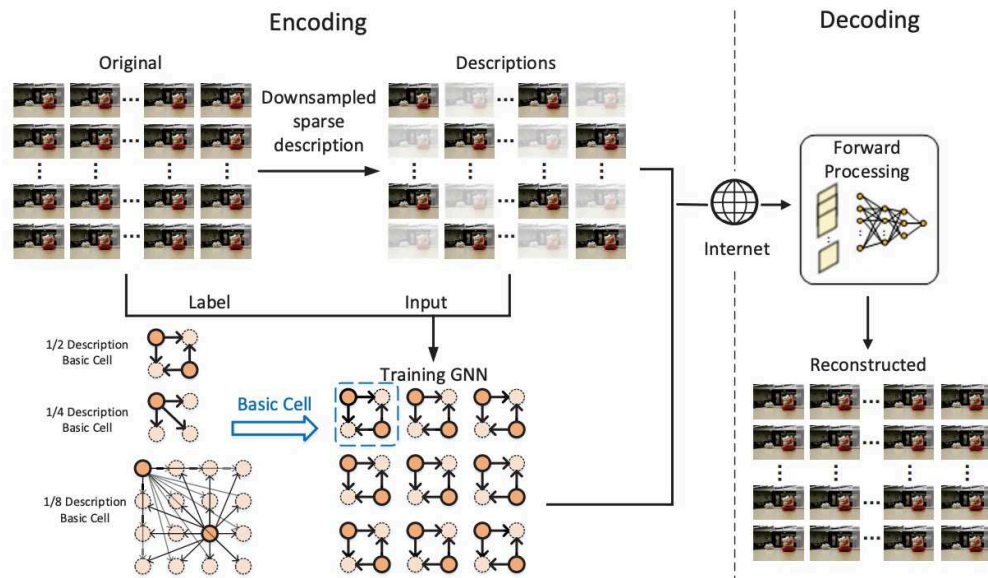 Encoding
Decoding
Original
Descriptions
Downsampled
sparse
description
Forward
Processing
Internet
Label
Input
1/2 Description
Basic Cell
Training GNN
Reconstructed
1/4 Description
Basic Cell
Basic Cell
1/8 Description
Basic Cell